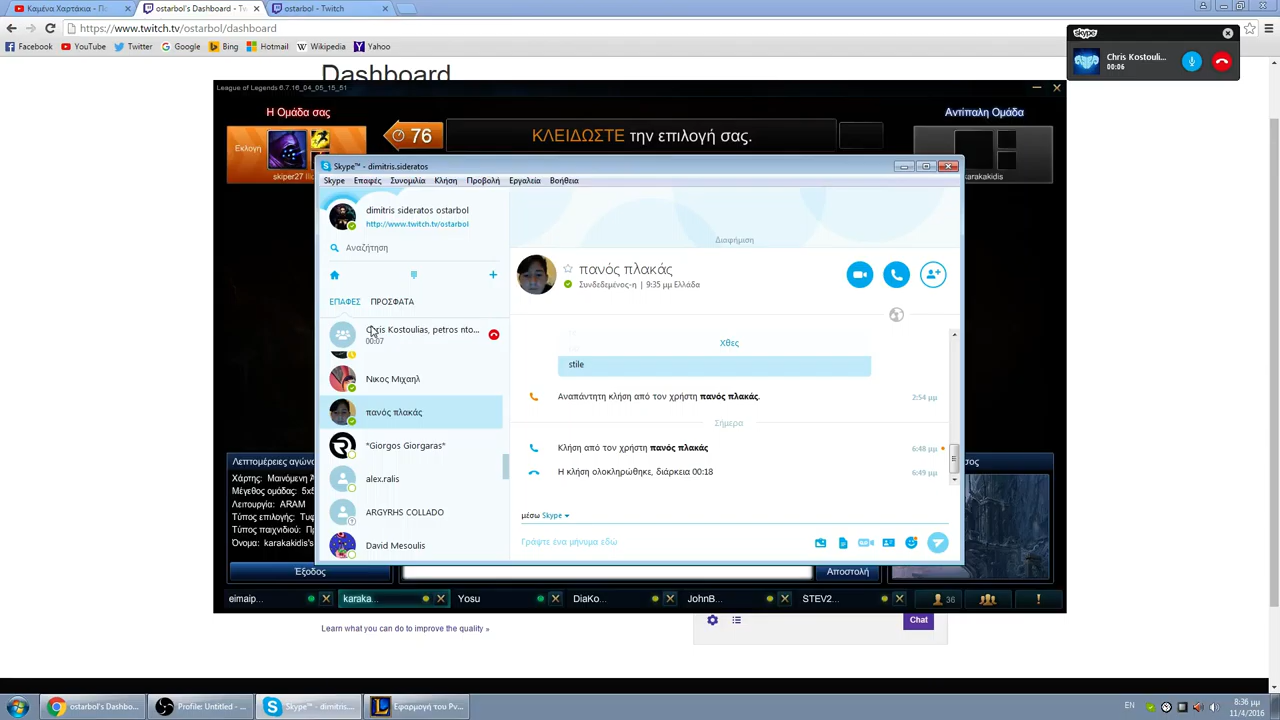 Καμένα Χαρτάκια - Πα
ostarbol's Dashboard - Tw
ostarbol - Twitch
https://www.twitch.tv/ostarbol/dashboard
Facebook
YouTube
Twitter
Google
Bing
Hotmail
Wikipedia
Yahoo
skype
Chris Kostouli...
00:06
Dashboard
League of Legends 6.7.16_04_05_15_51
Η Ομάδα σας
76
ΚΛΕΙΔΩΣΤΕ την επιλογή σας.
Αντίπαλη Ομάδα
Εκλογή
skiper27
karakakidis
Skype™ - dimitris.sideratos
Skype Επαφές Συνομιλία Κλήση Προβολή Εργαλεία Βοήθεια
dimitris sideratos ostarbol
http://www.twitch.tv/ostarbol
Αναζήτηση
ΕΠΑΦΕΣ ΠΡΟΣΦΑΤΑ
Chris Kostoulias, petros nto...
00:07
Νικος Μιχαηλ
πανός πλακάς
*Giorgos Giorgaras*
alex.ralis
ARGYRHS COLLADO
David Mesoulis
Διαφήμιση
πανός πλακάς
Συνδεδεμένος-η | 9:35 μμ Ελλάδα
Χθες
stile
Αναπάντητη κλήση από τον χρήστη πανός πλακάς.
2:54 μμ
Σήμερα
Κλήση από τον χρήστη πανός πλακάς
6:48 μμ
Η κλήση ολοκληρώθηκε, διάρκεια 00:18
6:49 μμ
μέσω Skype
Γράψτε ένα μήνυμα εδώ
Λεπτομέρειες αγώνα
Χάρτης: Μαινόμενη
Μέγεθος ομάδας: 5x5
Λειτουργία: ARAM
Τύπος επιλογής:
Τύπος παιχνιδιού:
Όνομα: karakakidis's
Έξοδος
Αποστολή
eimaip...
karaka...
Yosu
DiaKo...
JohnB...
STEV2...
36
Learn what you can do to improve the quality »
Chat
ostarbol's Dashbo...
Profile: Untitled - ...
Skype™ - dimitris....
Εφαρμογή του Pv...
EN
8:36 μμ
11/4/2016